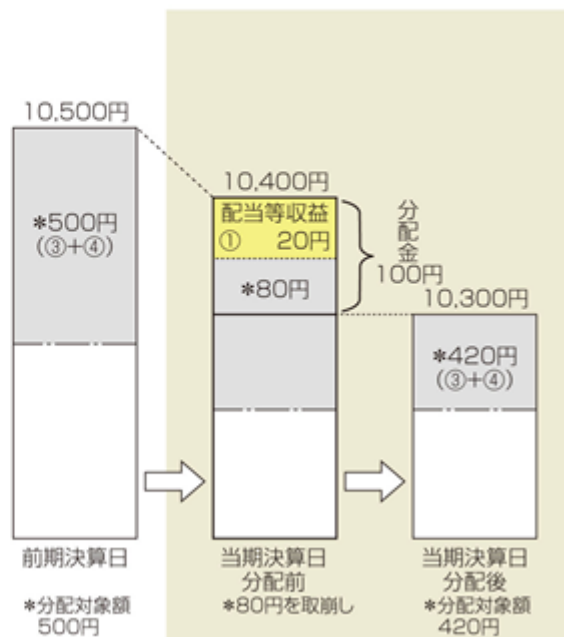 10,500円
*500円
(③+④)
前期決算日
*分配対象額
500円
10,400円
配当等収益
① 20円
*80円
分配金
100円
当期決算日
分配前
*80円を取崩し
10,300円
*420円
(③+④)
当期決算日
分配後
*分配対象額
420円